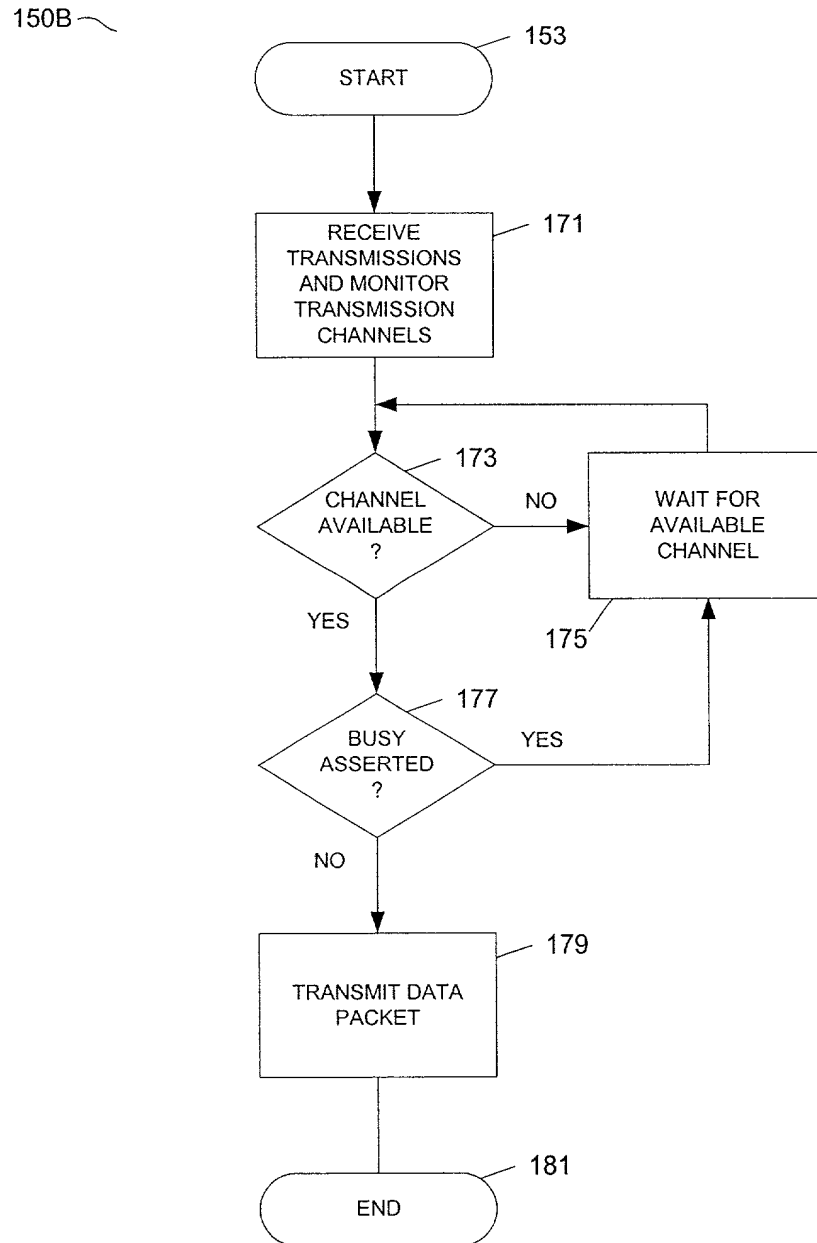 150B
153
START
171
RECEIVE
TRANSMISSIONS
AND MONITOR
TRANSMISSION
CHANNELS
173
CHANNEL
AVAILABLE
?
NO
WAIT FOR
AVAILABLE
CHANNEL
175
YES
177
BUSY
ASSERTED
?
YES
NO
179
TRANSMIT DATA
PACKET
181
END